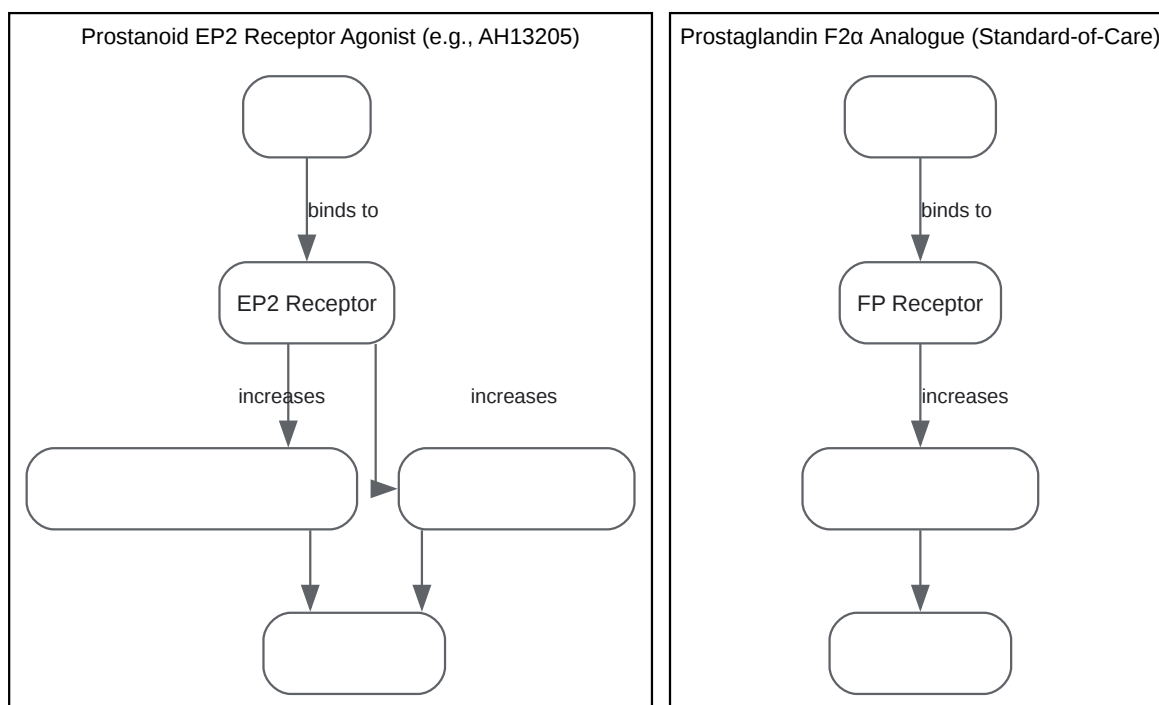 Prostanoid EP2 Receptor Agonist (e.g., AH13205)
binds to
EP2 Receptor
increases
increases
Prostaglandin F2α Analogue (Standard-of-Care)
binds to
FP Receptor
increases